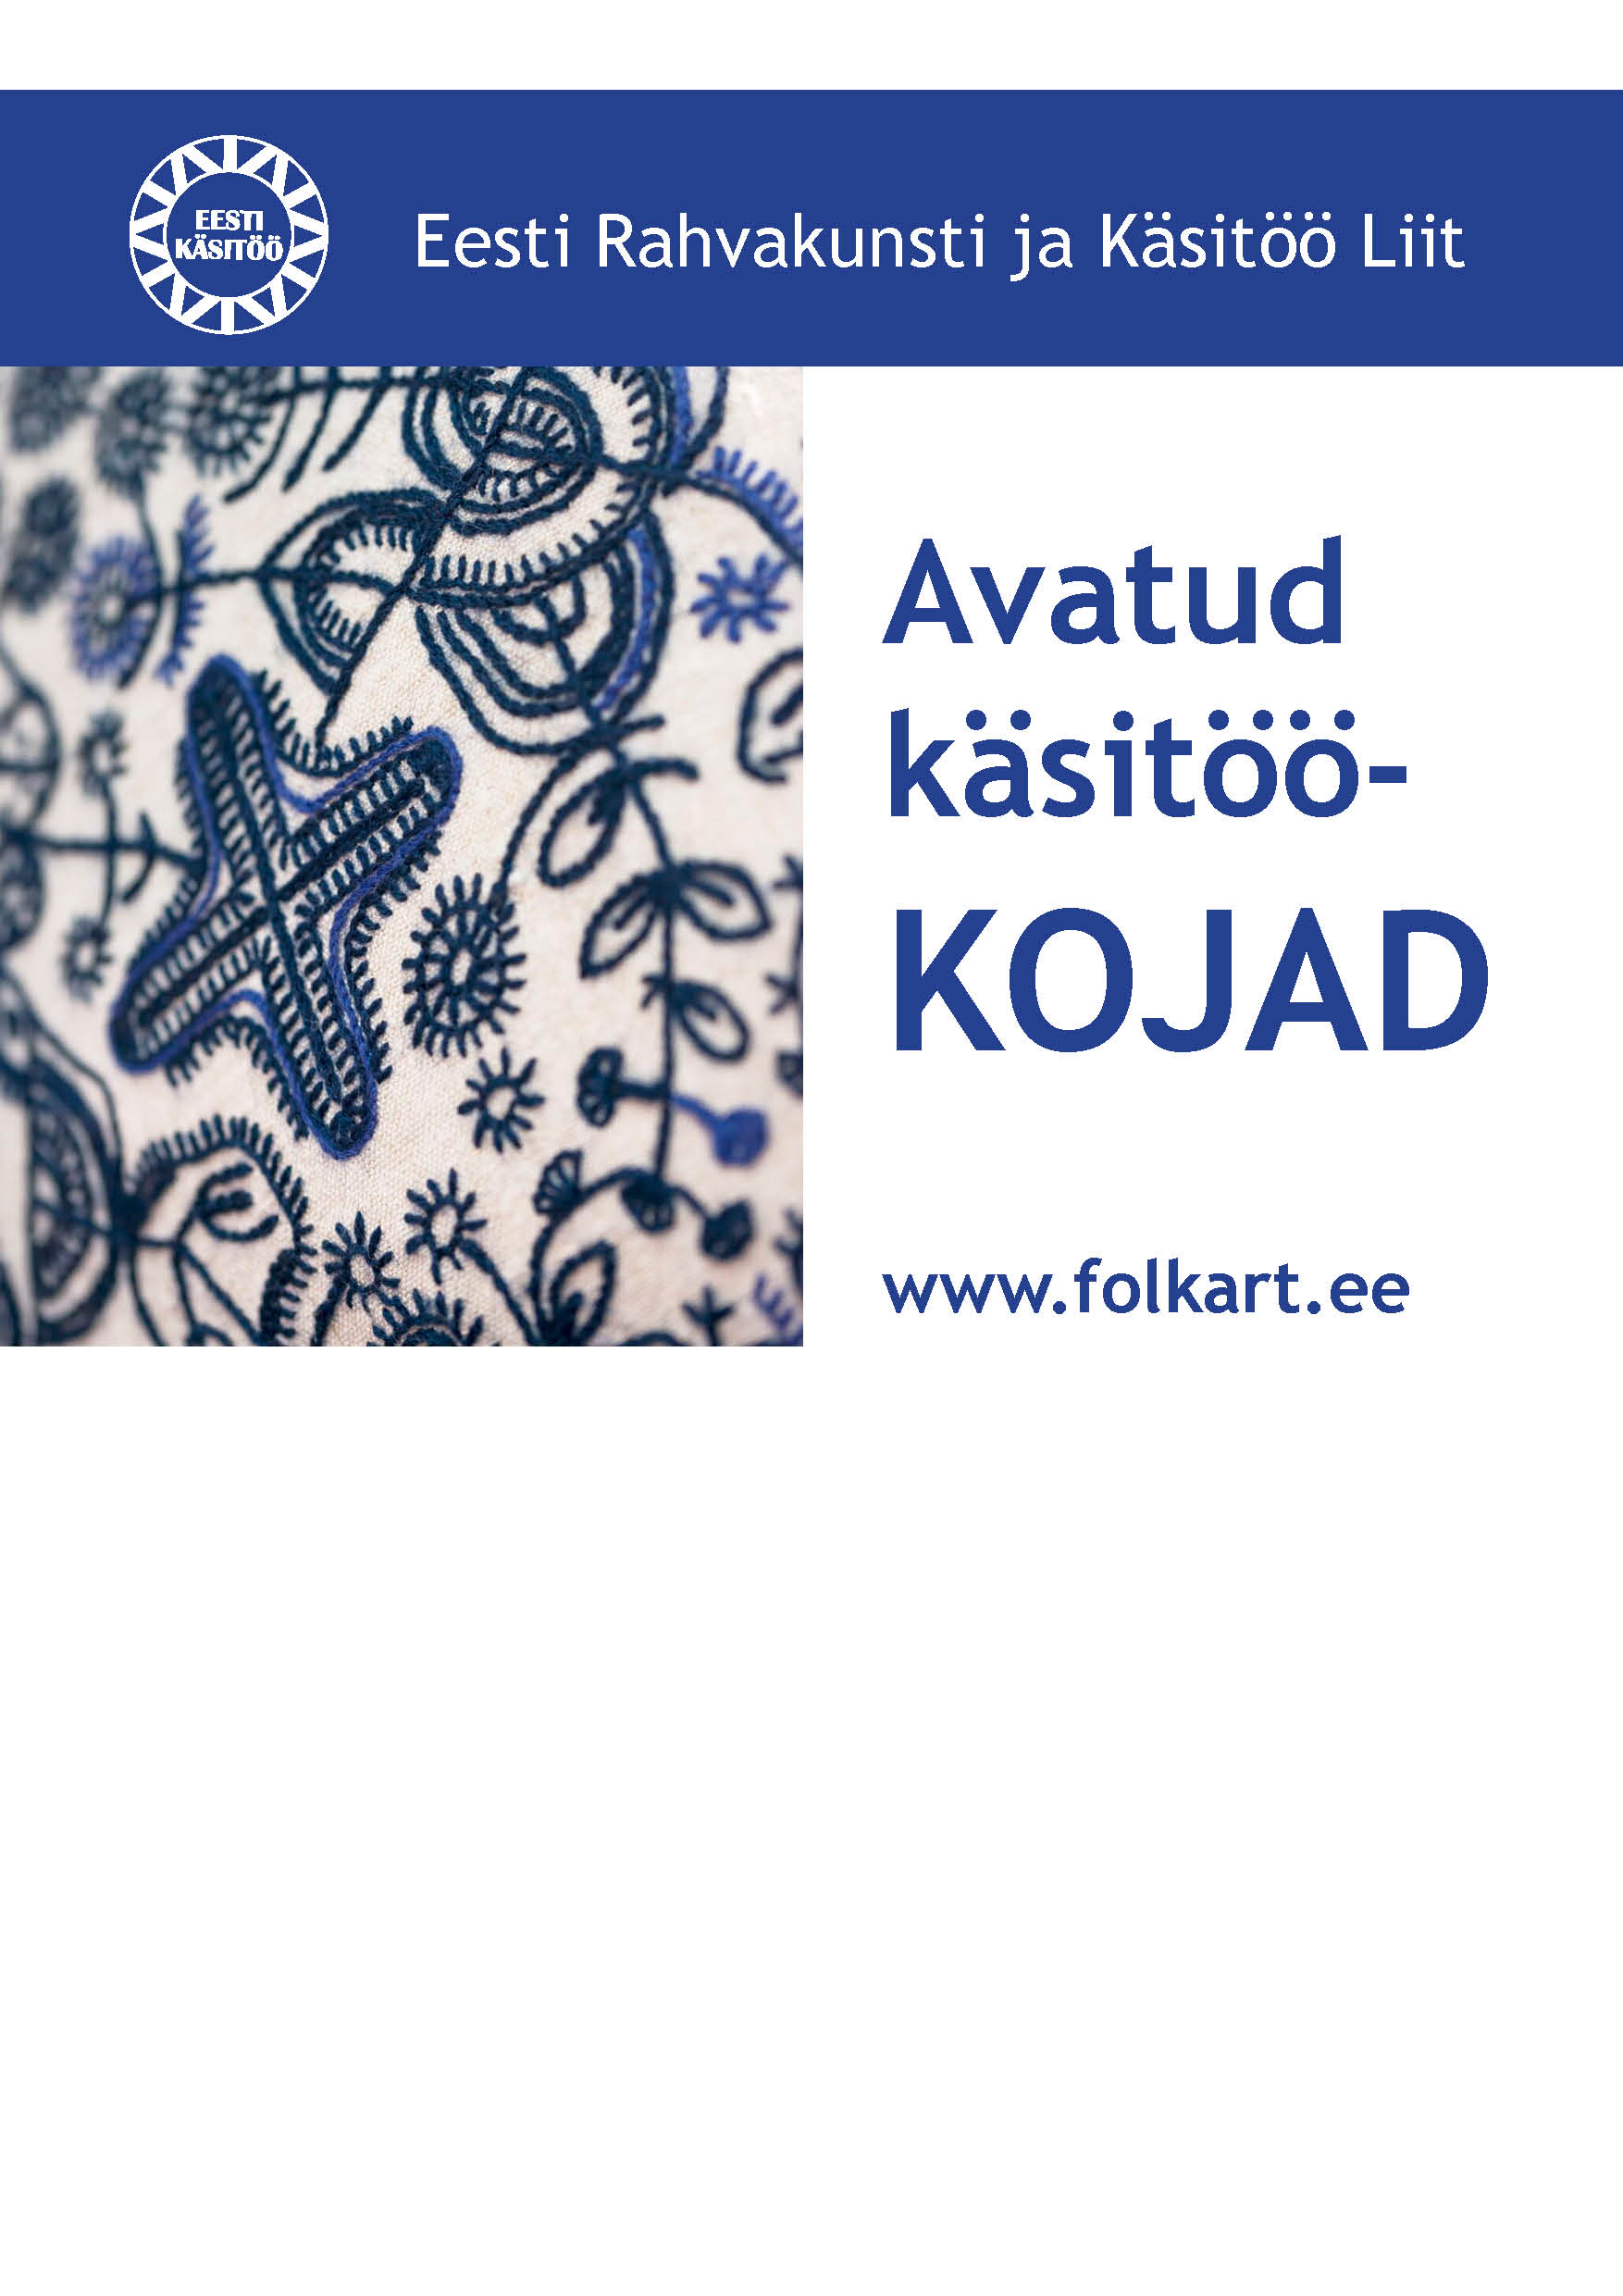 EESTI
KÄSITÖÖ
Eesti Rahvakunsti ja Käsitöö Liit
Avatud
käsitöö-
KOJAD
www.folkart.ee